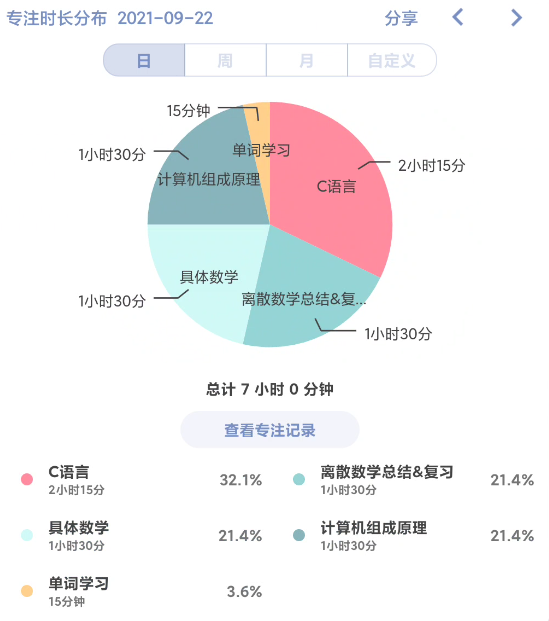 专注时长分布 2021-09-22
分享
日 周 月 自定义
15分钟
单词学习
1小时30分
计算机组成原理
C语言
2小时15分
具体数学
离散数学总结&复...
1小时30分
1小时30分
总计 7 小时 0 分钟
查看专注记录
C语言
2小时15分
32.1%
离散数学总结&复习
1小时30分
21.4%
具体数学
1小时30分
21.4%
计算机组成原理
1小时30分
21.4%
单词学习
15分钟
3.6%